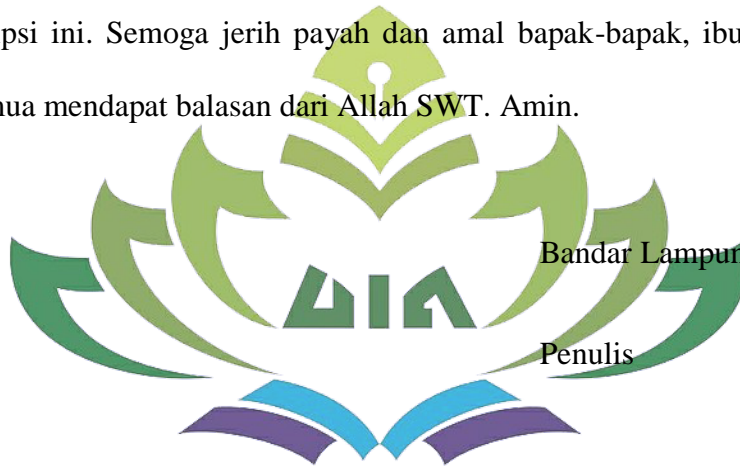 psi ini. Semoga jerih payah dan amal bapak-bapak, ibu
nua mendapat balasan dari Allah SWT. Amin.
Bandar Lampun
UIN
Penulis